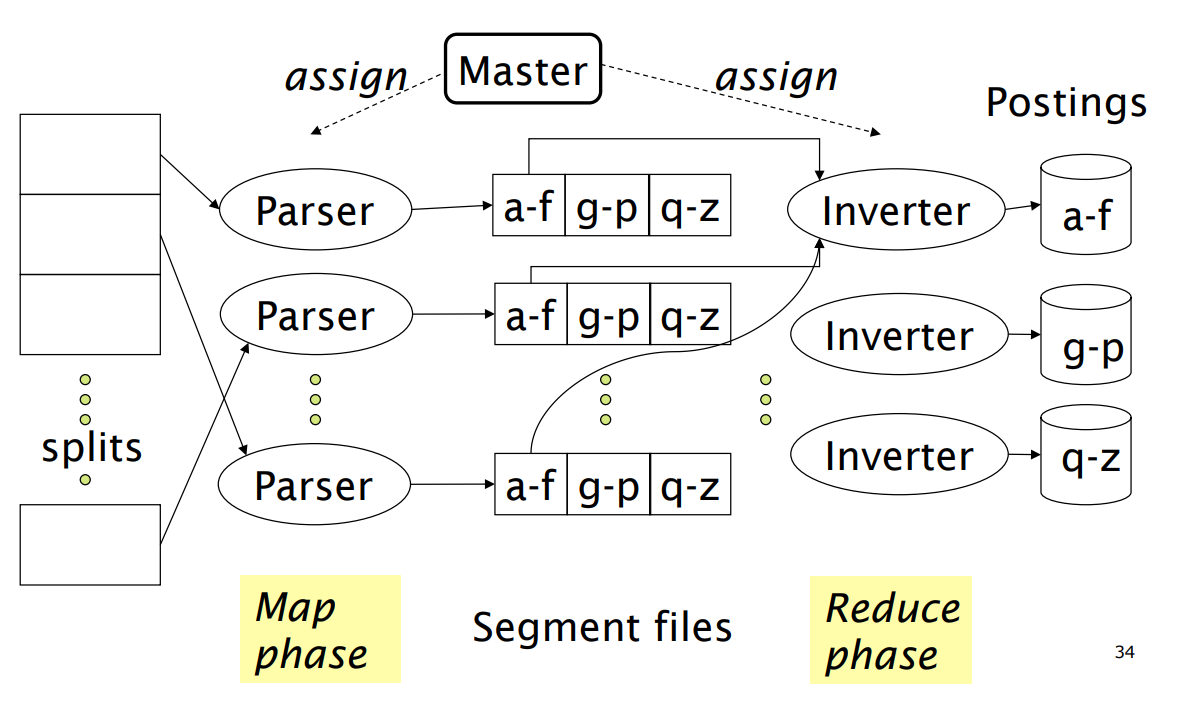 assign
Master
assign
Postings
Parser
a-f g-p q-z
Inverter
a-f
Parser
a-f g-p q-z
Inverter
g-p
splits
Parser
a-f g-p q-z
Inverter
q-z
Map
phase
Segment files
Reduce
phase
34